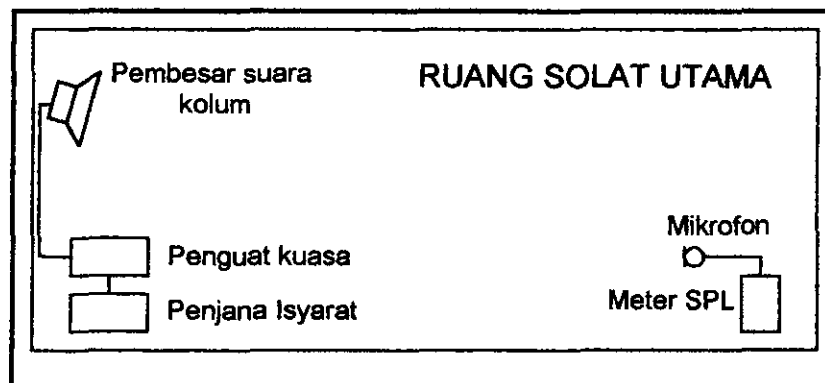 Pembesar suara
kolum
RUANG SOLAT UTAMA
Penguat kuasa
Penjana Isyarat
Mikrofon
Meter SPL